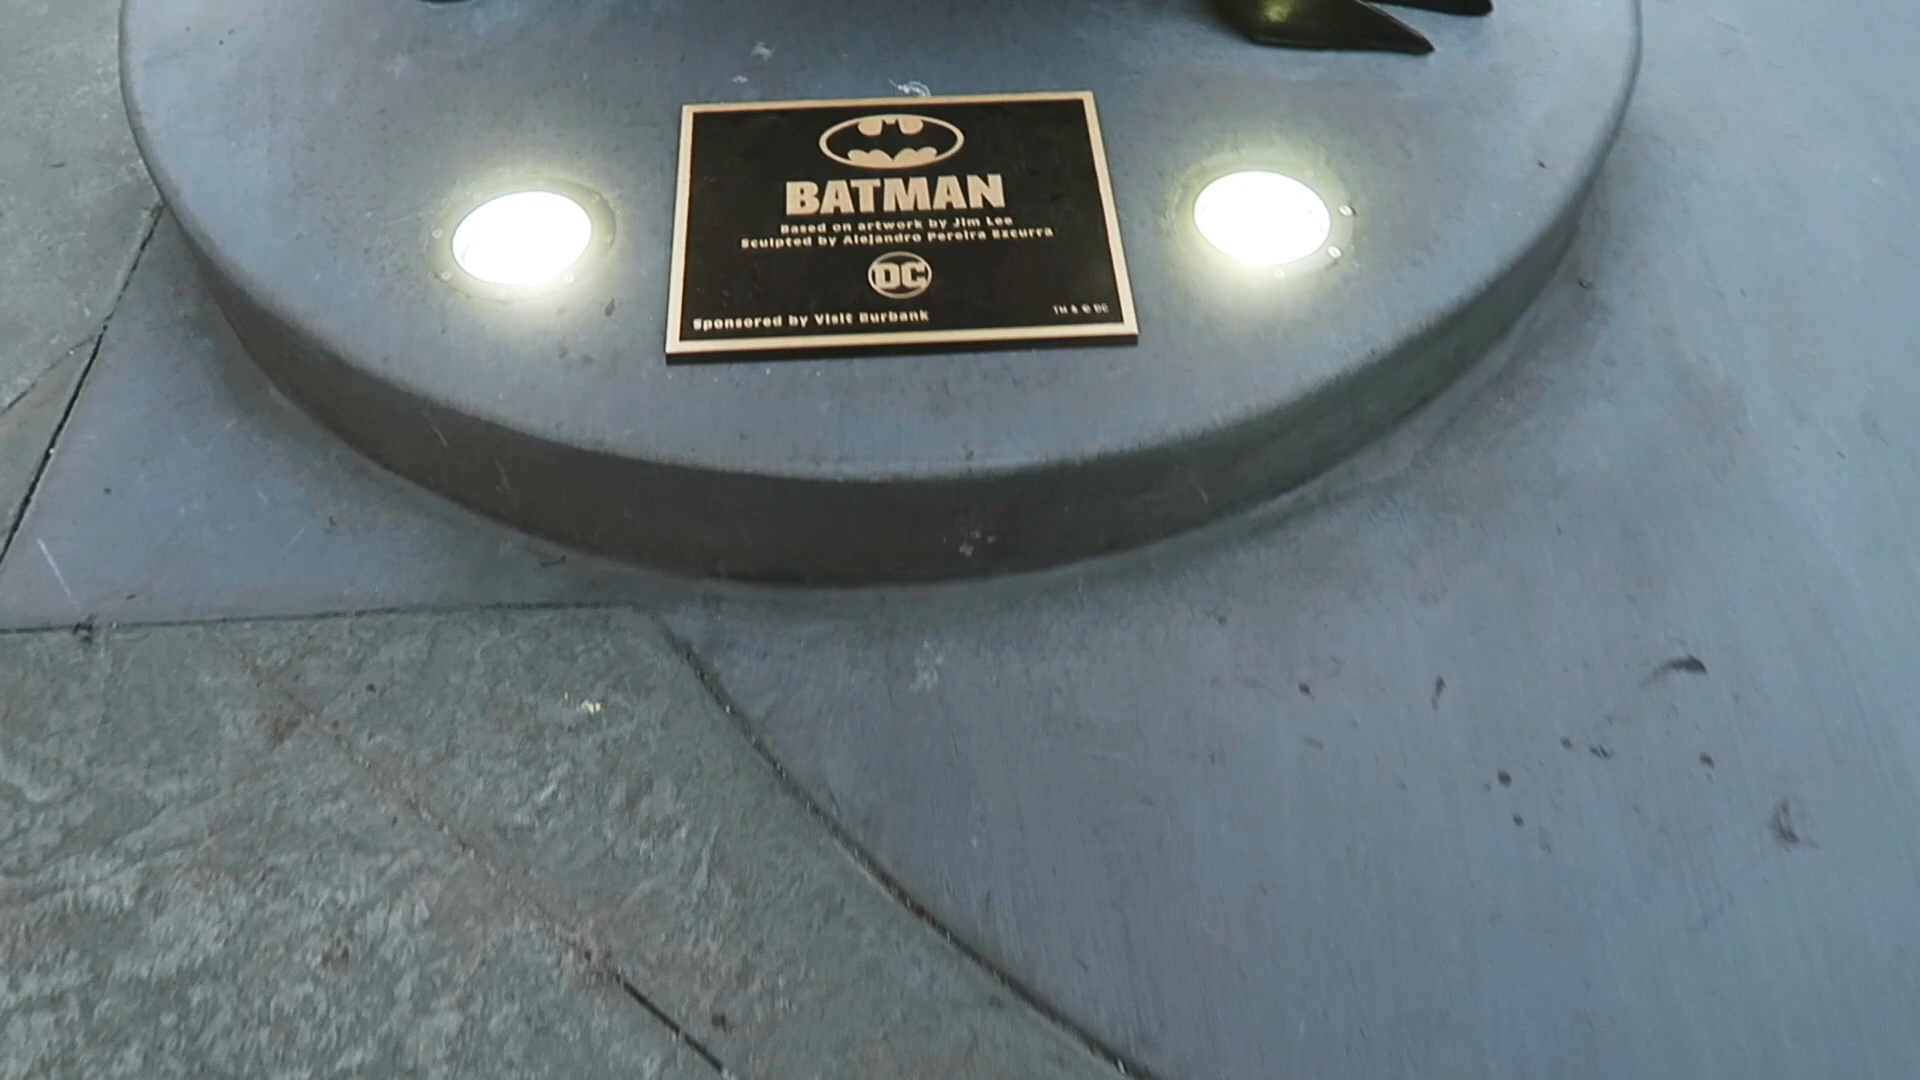 BATMAN
Based on artwork by Jim Lee
Sculpted by Alejandro Pereira Ezcurra
DC
Sponsored by Visit Burbank
TM & © DC